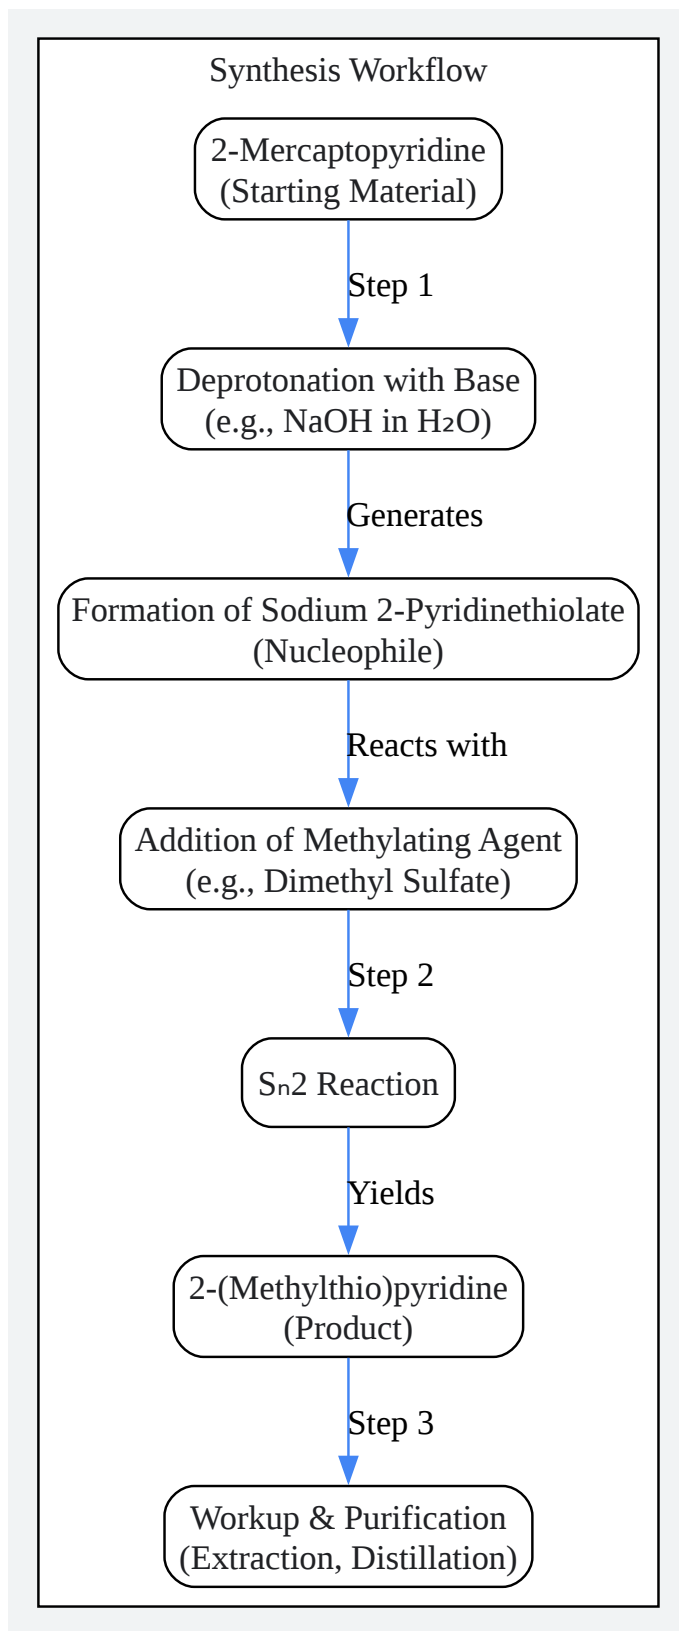 Synthesis Workflow
2-Mercaptopyridine
(Starting Material)
Step 1
Deprotonation with Base
(e.g., NaOH in H₂O)
Generates
Formation of Sodium 2-Pyridinethiolate
(Nucleophile)
Reacts with
Addition of Methylating Agent
(e.g., Dimethyl Sulfate)
Step 2
Sₙ2 Reaction
Yields
2-(Methylthio)pyridine
(Product)
Step 3
Workup & Purification
(Extraction, Distillation)